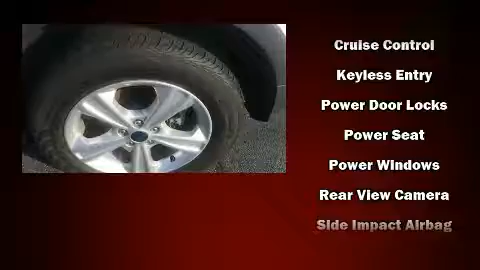 Cruise Control
Keyless Entry
Power Door Locks
Power Seat
Power Windows
Rear View Camera
Side Impact Airbag